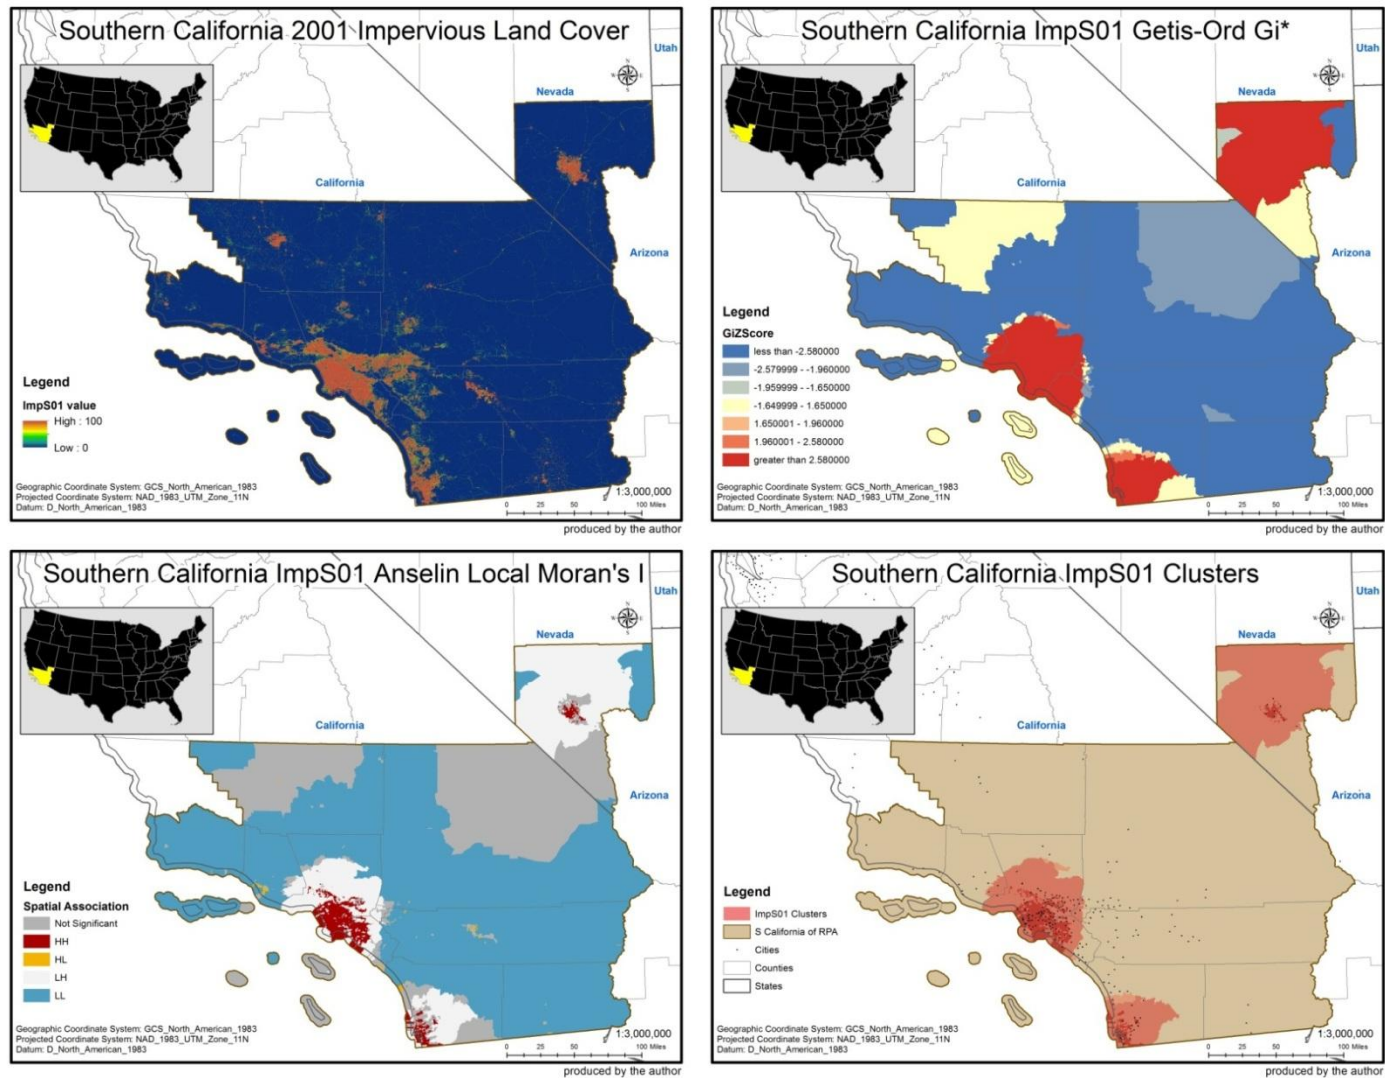 Southern California 2001 Impervious Land Cover
Utah
N
W E
S
Nevada
California
Arizona
Legend
ImpS01 value
High : 100
Low : 0
Geographic Coordinate System: GCS_North_American_1983
Projected Coordinate System: NAD_1983_UTM_Zone_11N
Datum: D_North_American_1983
1:3,000,000
0 25 50 100 Miles
produced by the author
Southern California ImpS01 Getis-Ord Gi*
Utah
N
W E
S
Nevada
California
Arizona
Legend
GiZScore
less than -2.580000
-2.579999 - -1.960000
-1.959999 - -1.650000
-1.649999 - 1.650000
1.650001 - 1.960000
1.960001 - 2.580000
greater than 2.580000
Geographic Coordinate System: GCS_North_American_1983
Projected Coordinate System: NAD_1983_UTM_Zone_11N
Datum: D_North_American_1983
1:3,000,000
0 25 50 100 Miles
produced by the author
Southern California ImpS01 Anselin Local Moran's I
Utah
N
W E
S
Nevada
California
Arizona
Legend
Spatial Association
Not Significant
HH
HL
LH
LL
Geographic Coordinate System: GCS_North_American_1983
Projected Coordinate System: NAD_1983_UTM_Zone_11N
Datum: D_North_American_1983
1:3,000,000
0 25 50 100 Miles
produced by the author
Southern California ImpS01 Clusters
Utah
N
W E
S
Nevada
California
Arizona
Legend
ImpS01 Clusters
S California of RPA
Cities
Counties
States
Geographic Coordinate System: GCS_North_American_1983
Projected Coordinate System: NAD_1983_UTM_Zone_11N
Datum: D_North_American_1983
1:3,000,000
0 25 50 100 Miles
produced by the author